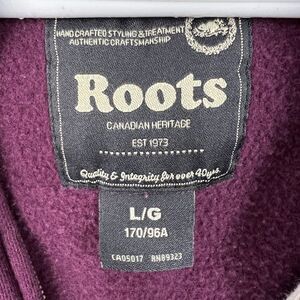 HAND CRAFTED STYLING & TREATMENT
AUTHENTIC CRAFTSMANSHIP
Roots
CANADIAN HERITAGE
EST 1973
Quality & Integrity for over 40yrs.
L/G
170/96A
CA05017 RN89323